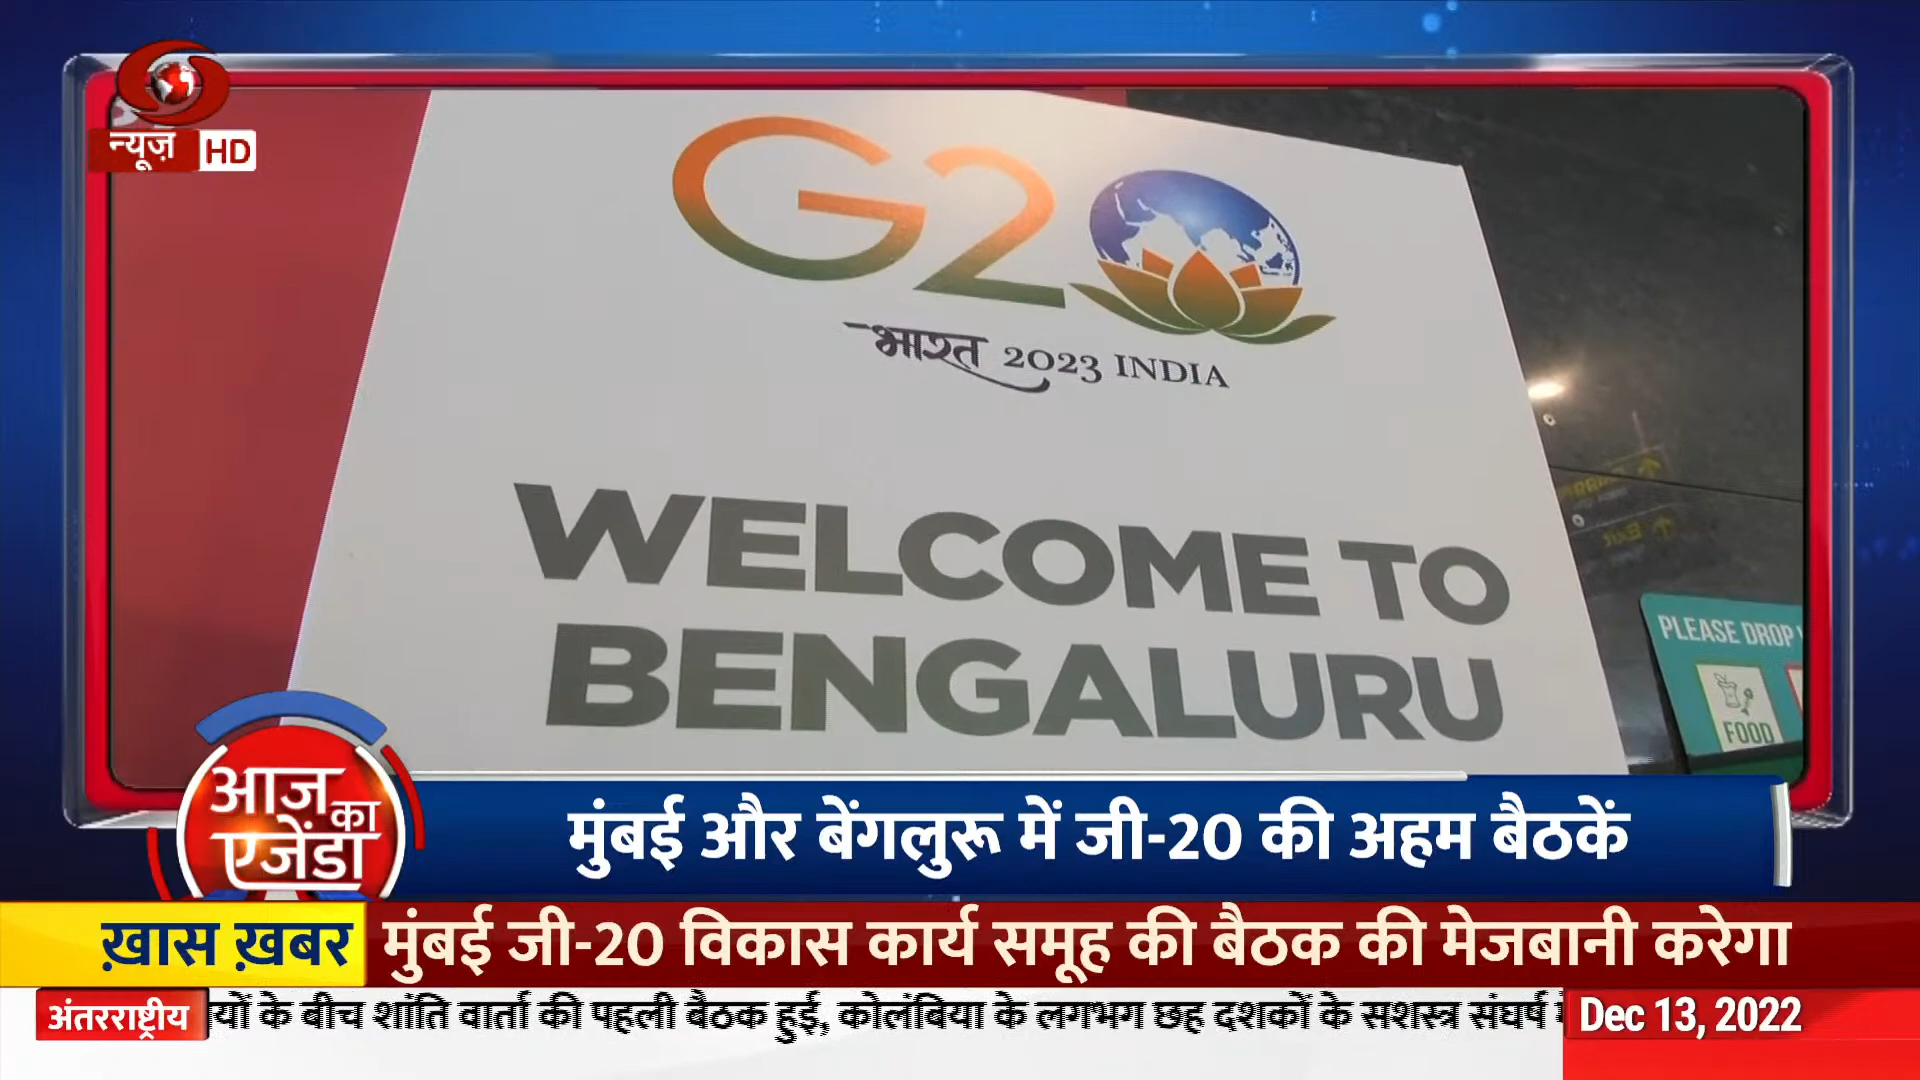 न्यूज़ HD
G20
भारत 2023 INDIA
WELCOME TO
BENGALURU
PLEASE DROP
FOOD
आज का एजेंडा
मुंबई और बेंगलुरू में जी-20 की अहम बैठकें
ख़ास ख़बर
मुंबई जी-20 विकास कार्य समूह की बैठक की मेजबानी करेगा
अंतरराष्ट्रीय
के बीच शांति वार्ता की पहली बैठक हुई, कोलंबिया के लगभग छह दशकों के सशस्त्र संघर्ष
Dec 13, 2022